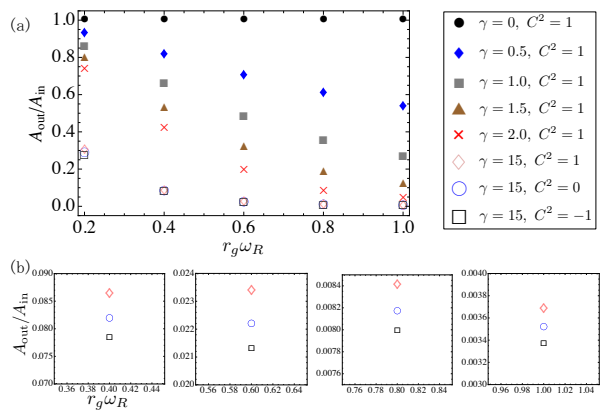 (a)
A_out/A_in
1.0
0.8
0.6
0.4
0.2
0.0
0.2 0.4 0.6 0.8 1.0
r_g ω_R
γ = 0, C² = 1
γ = 0.5, C² = 1
γ = 1.0, C² = 1
γ = 1.5, C² = 1
γ = 2.0, C² = 1
γ = 15, C² = 1
γ = 15, C² = 0
γ = 15, C² = −1
(b)
A_out/A_in
0.090
0.085
0.080
0.075
0.070
0.36 0.38 0.40 0.42 0.44
r_g ω_R
0.024
0.023
0.022
0.021
0.020
0.56 0.58 0.60 0.62 0.64
0.0084
0.0082
0.0080
0.0078
0.0076
0.76 0.78 0.80 0.82 0.84
0.0040
0.0038
0.0036
0.0034
0.0032
0.0030
0.96 0.98 1.00 1.02 1.04